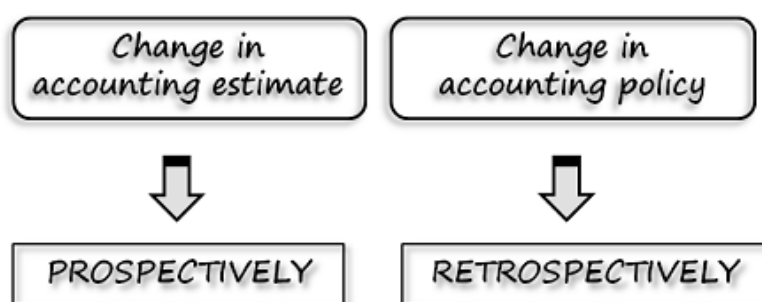 Change in
accounting estimate
Change in
accounting policy
PROSPECTIVELY
RETROSPECTIVELY